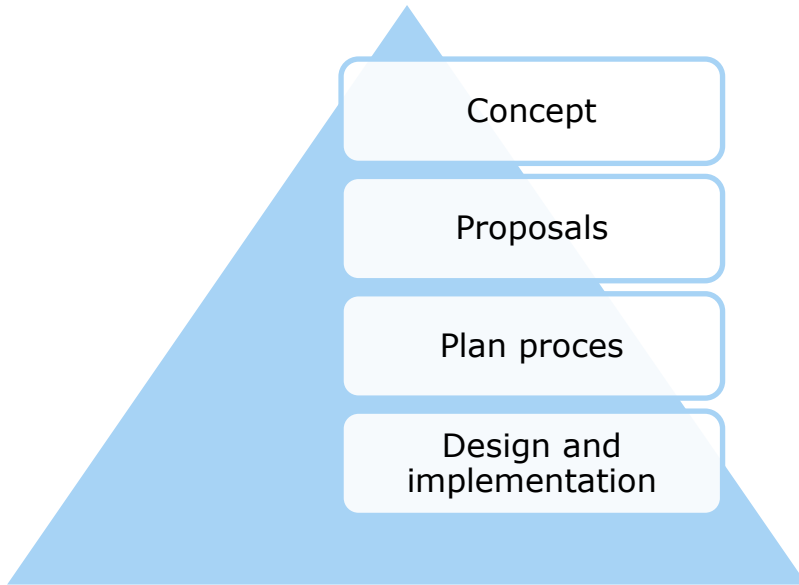 Concept
Proposals
Plan proces
Design and
implementation